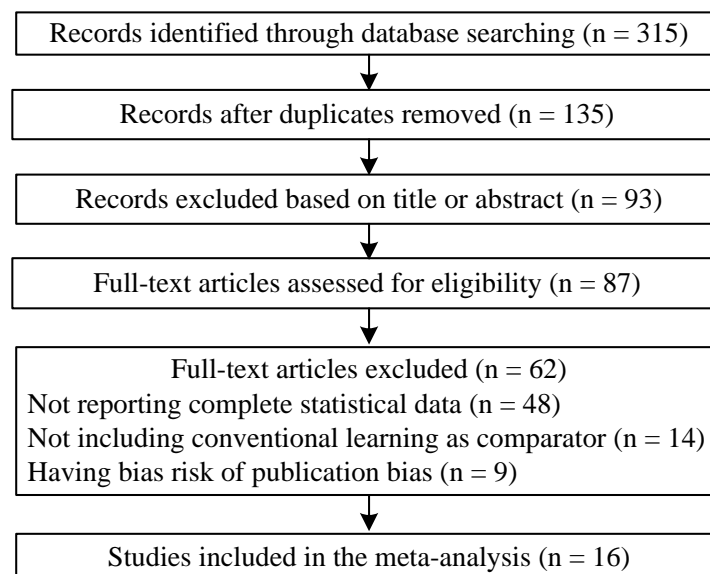 Records identified through database searching (n = 315)
Records after duplicates removed (n = 135)
Records excluded based on title or abstract (n = 93)
Full-text articles assessed for eligibility (n = 87)
Full-text articles excluded (n = 62)
Not reporting complete statistical data (n = 48)
Not including conventional learning as comparator (n = 14)
Having bias risk of publication bias (n = 9)
Studies included in the meta-analysis (n = 16)